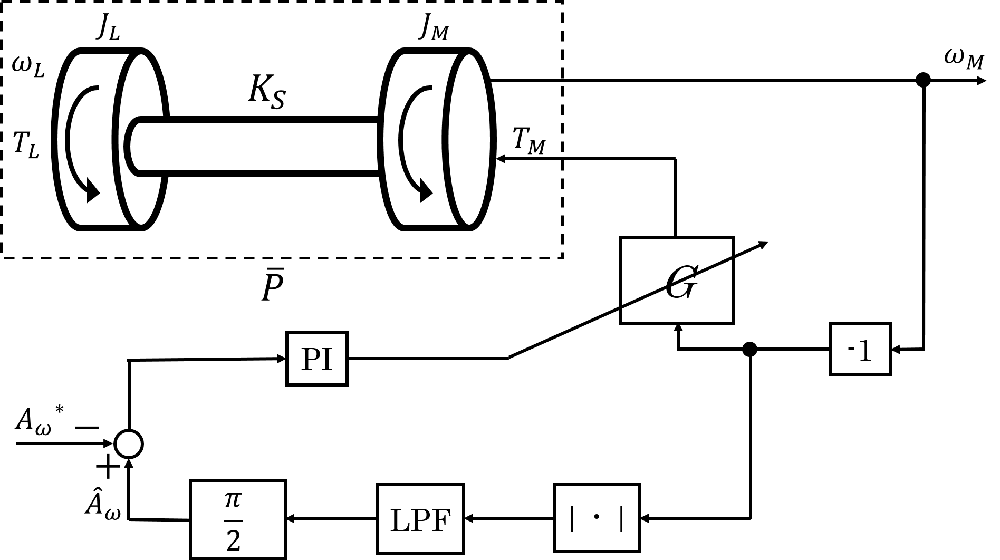 J_L
J_M
ω_L
ω_M
K_S
T_L
T_M
P̅
G
PI
-1
A_ω* −
+
Â_ω
π/2
LPF
| · |